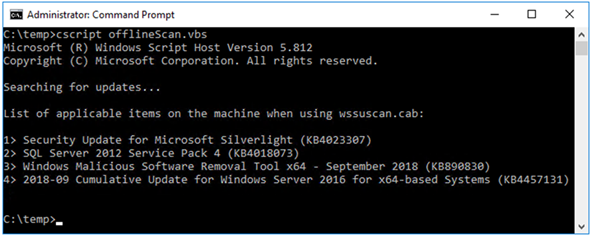 Administrator: Command Prompt
C:\temp>cscript offlineScan.vbs
Microsoft (R) Windows Script Host Version 5.812
Copyright (C) Microsoft Corporation. All rights reserved.
Searching for updates...
List of applicable items on the machine when using wssuscan.cab:
1> Security Update for Microsoft Silverlight (KB4023307)
2> SQL Server 2012 Service Pack 4 (KB4018073)
3> Windows Malicious Software Removal Tool x64 - September 2018 (KB890830)
4> 2018-09 Cumulative Update for Windows Server 2016 for x64-based Systems (KB4457131)
C:\temp>